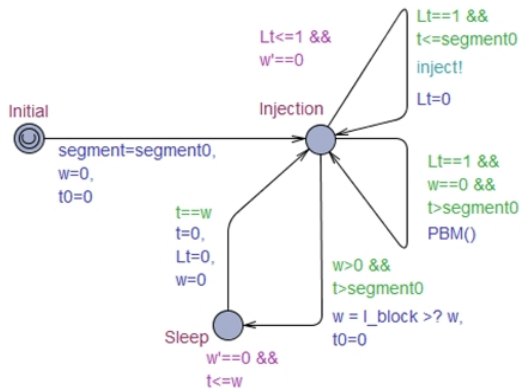 Lt<=1 &&
w'==0
Lt==1 &&
t<=segment0
inject!
Lt=0
Initial
Injection
segment=segment0,
w=0,
t0=0
Lt==1 &&
w==0 &&
t>segment0
PBM()
t==w
t=0,
Lt=0,
w=0
w>0 &&
t>segment0
w = I_block >? w,
t0=0
Sleep
w'==0 &&
t<=w